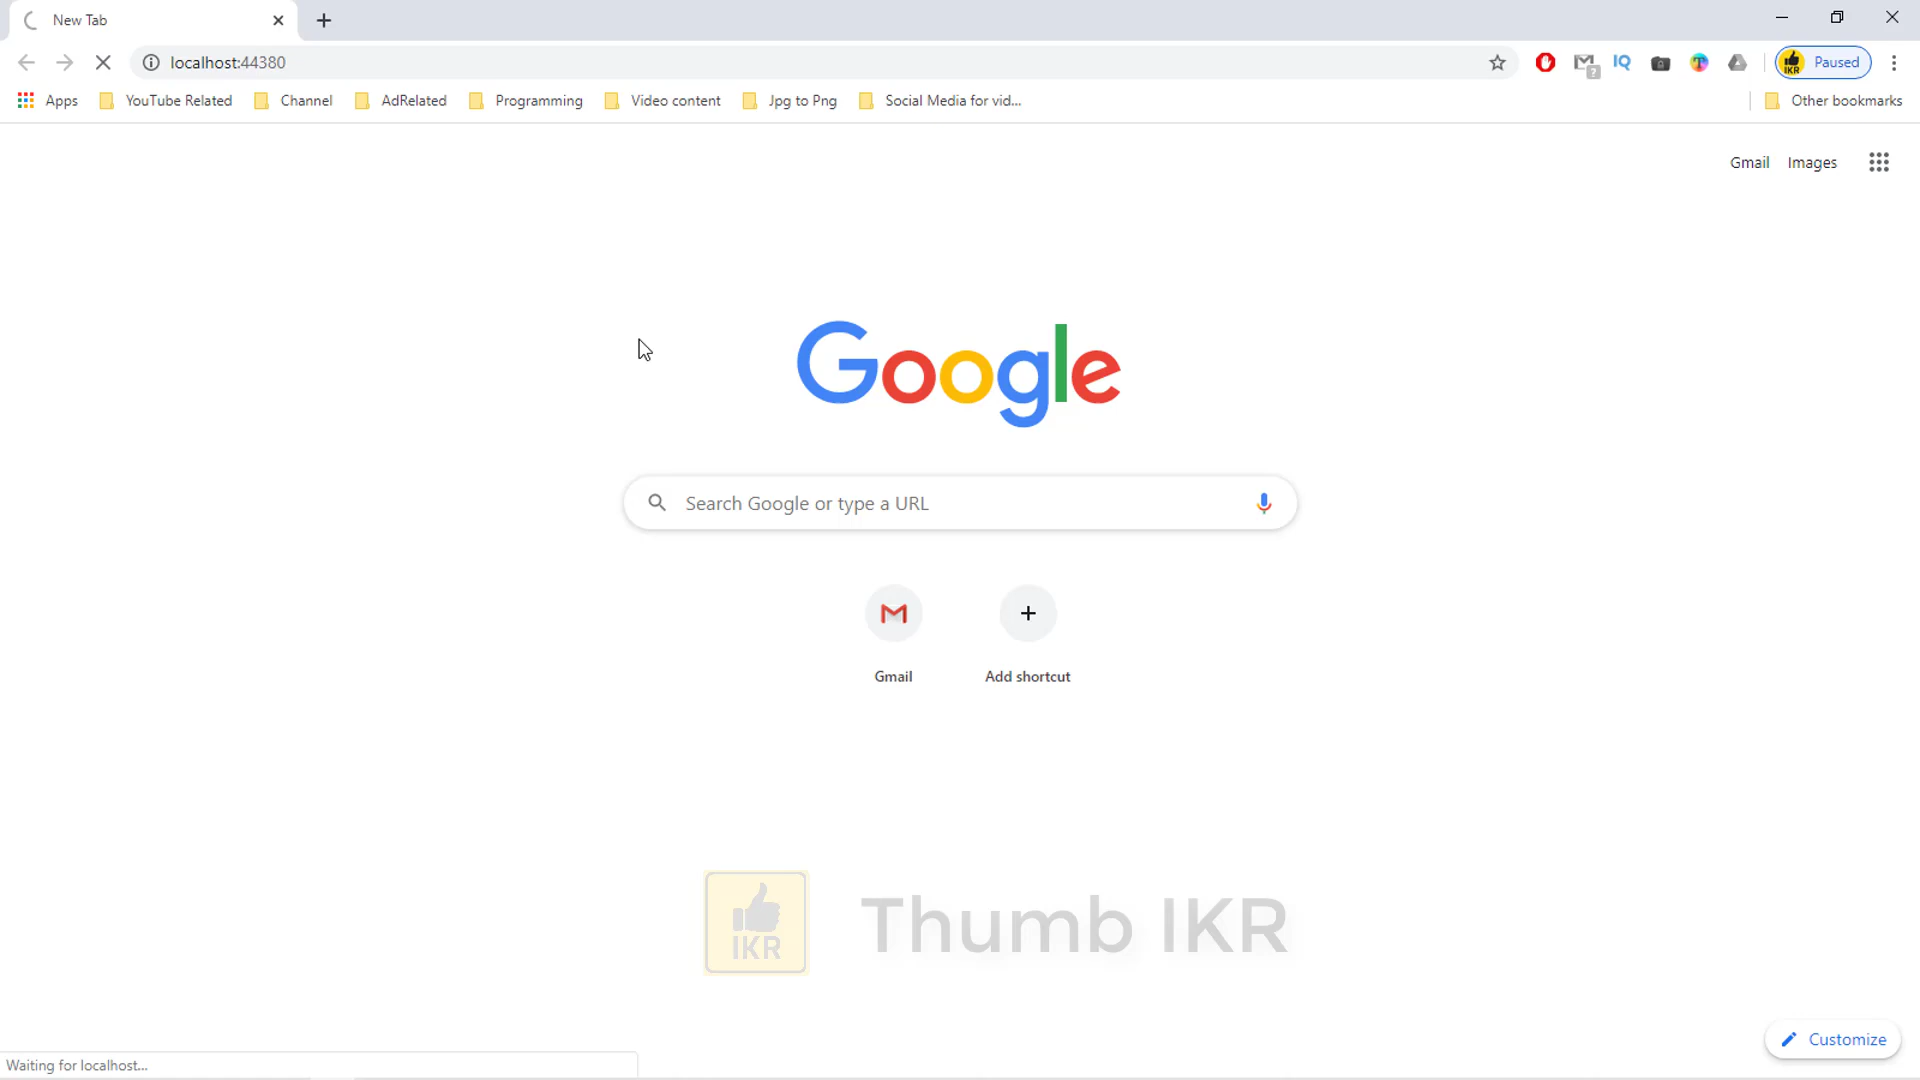 New Tab
localhost:44380
IQ
?
IKR
Paused
Apps
YouTube Related
Channel
AdRelated
Programming
Video content
Jpg to Png
Social Media for vid...
Other bookmarks
Gmail
Images
Google
Search Google or type a URL
Gmail
Add shortcut
IKR
Thumb IKR
Customize
Waiting for localhost...